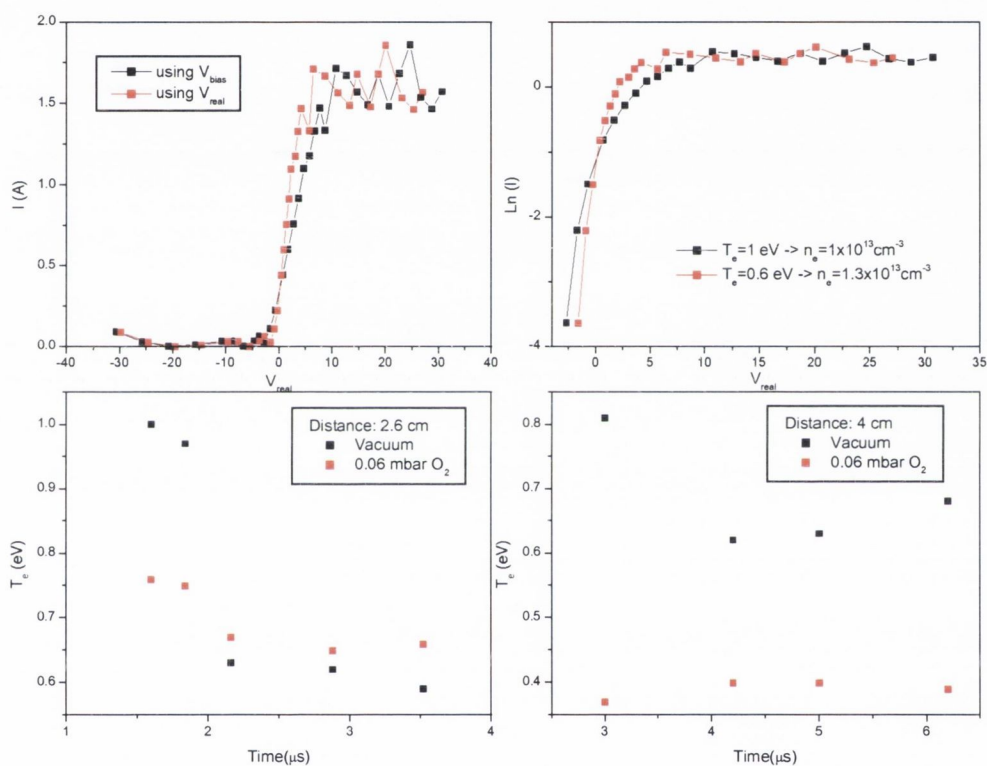 2.0
1.5
1.0
0.5
0.0
I (A)
using V_bias
using V_real
-40 -30 -20 -10 0 10 20 30 40
V_real
0
-2
-4
Ln (I)
T_e=1 eV -> n_e=1x10^13cm^-3
T_e=0.6 eV -> n_e=1.3x10^13cm^-3
0 5 10 15 20 25 30 35
V_real
1.0
0.9
0.8
0.7
0.6
T_e (eV)
Distance: 2.6 cm
Vacuum
0.06 mbar O_2
1 2 3 4
Time(μs)
0.8
0.7
0.6
0.5
0.4
T_e (eV)
Distance: 4 cm
Vacuum
0.06 mbar O_2
3 4 5 6
Time(μs)